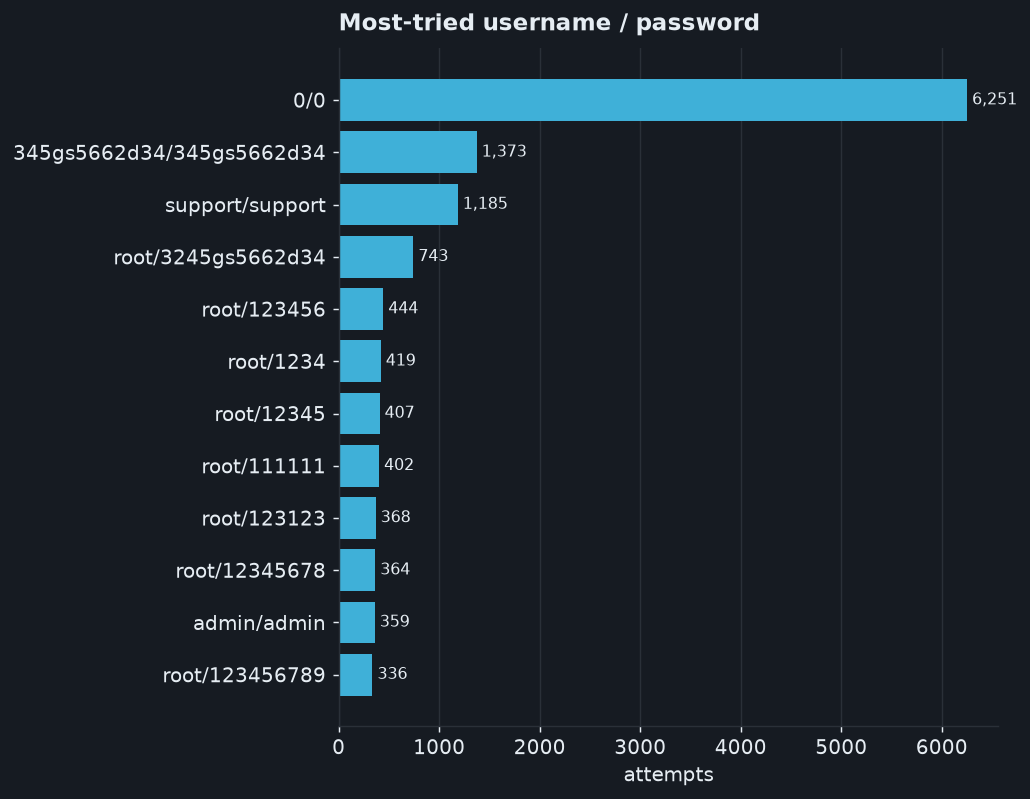 Most-tried username / password
0/0 6,251
345gs5662d34/345gs5662d34 1,373
support/support 1,185
root/3245gs5662d34 743
root/123456 444
root/1234 419
root/12345 407
root/111111 402
root/123123 368
root/12345678 364
admin/admin 359
root/123456789 336
0 1000 2000 3000 4000 5000 6000
attempts